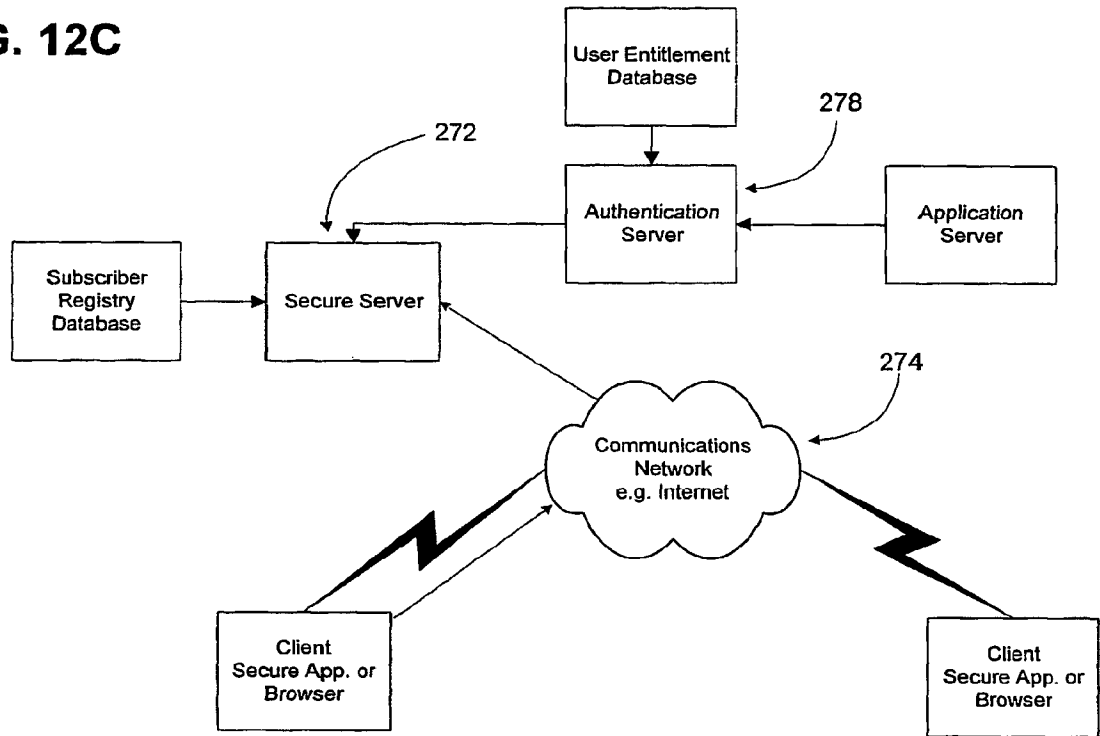 G. 12C
User Entitlement
Database
278
272
Authentication
Server
Application
Server
Subscriber
Registry
Database
Secure Server
274
Communications
Network
e.g. Internet
Client
Secure App. or
Browser
Client
Secure App. or
Browser